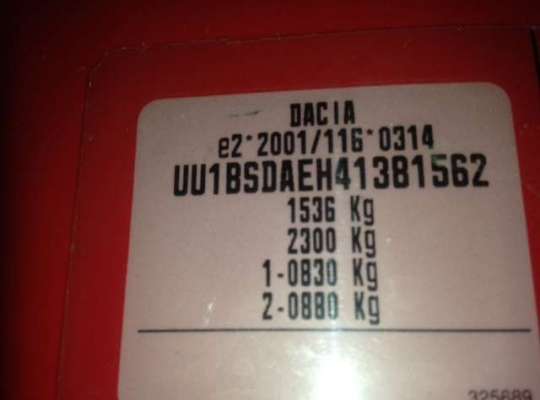 DACIA
e2*2001/116*0314
UU1BSDAEH41381562
1536 Kg
2300 Kg
1-0830 Kg
2-0880 Kg
325689